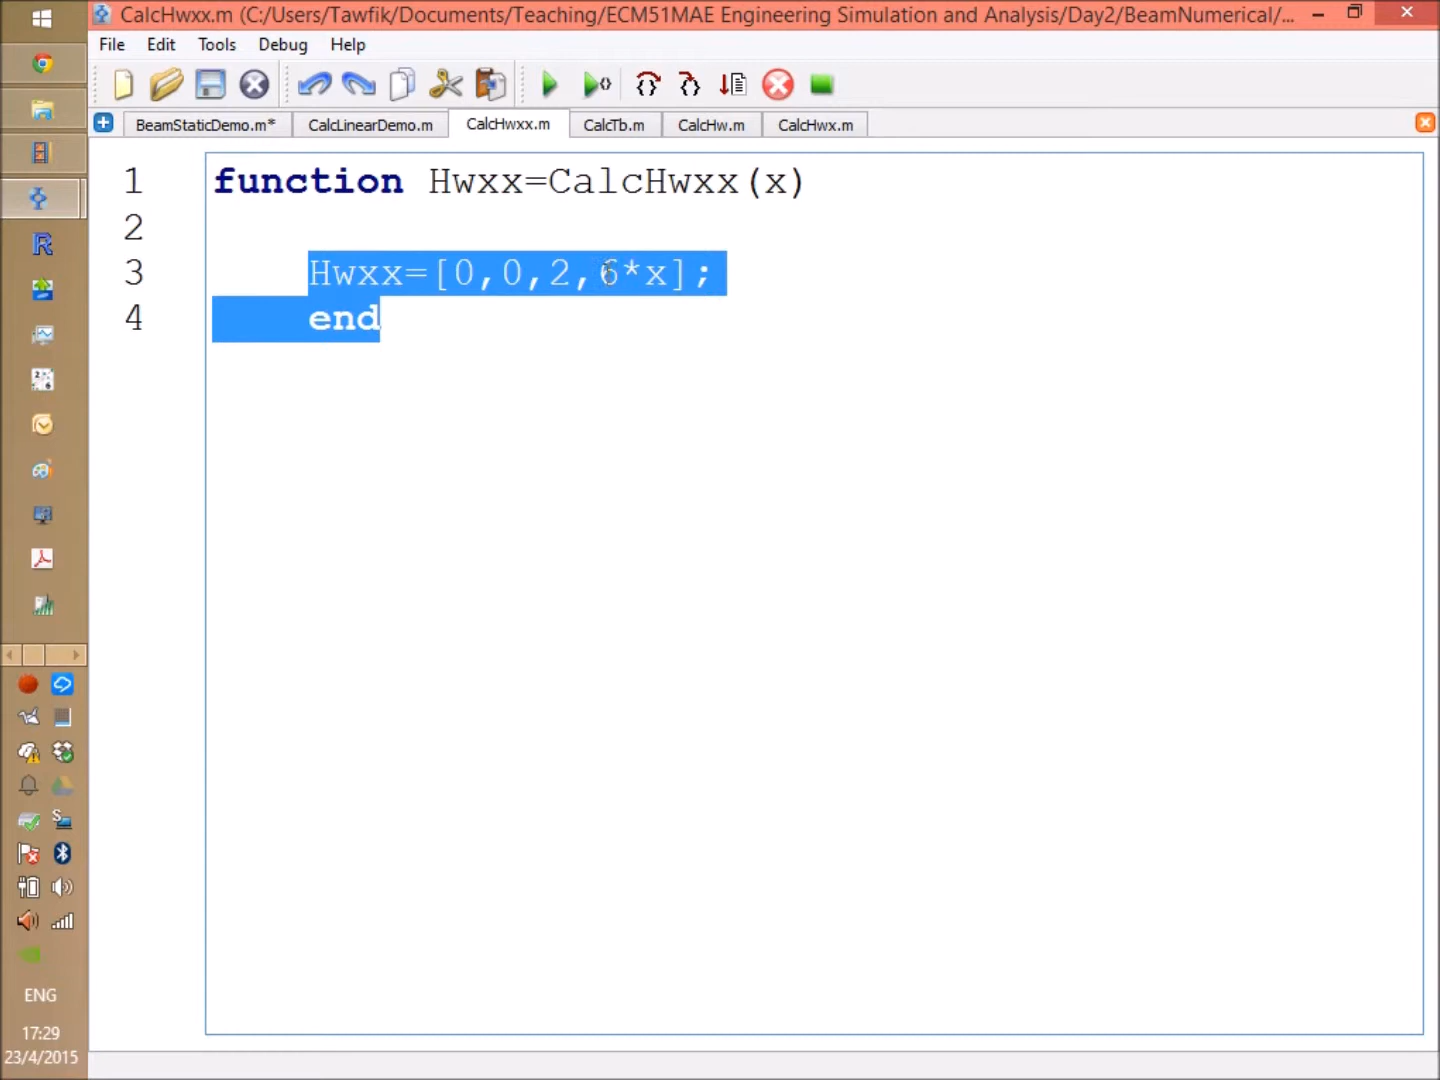 CalcHwxx.m (C:/Users/Tawfik/Documents/Teaching/ECM51MAE Engineering Simulation and Analysis/Day2/BeamNumerical/...
File Edit Tools Debug Help
BeamStaticDemo.m* CalcLinearDemo.m CalcHwxx.m CalcTb.m CalcHw.m CalcHwx.m
1 function Hwxx=CalcHwxx(x)
2
3 Hwxx=[0,0,2,6*x];
4 end
ENG
17:29
23/4/2015